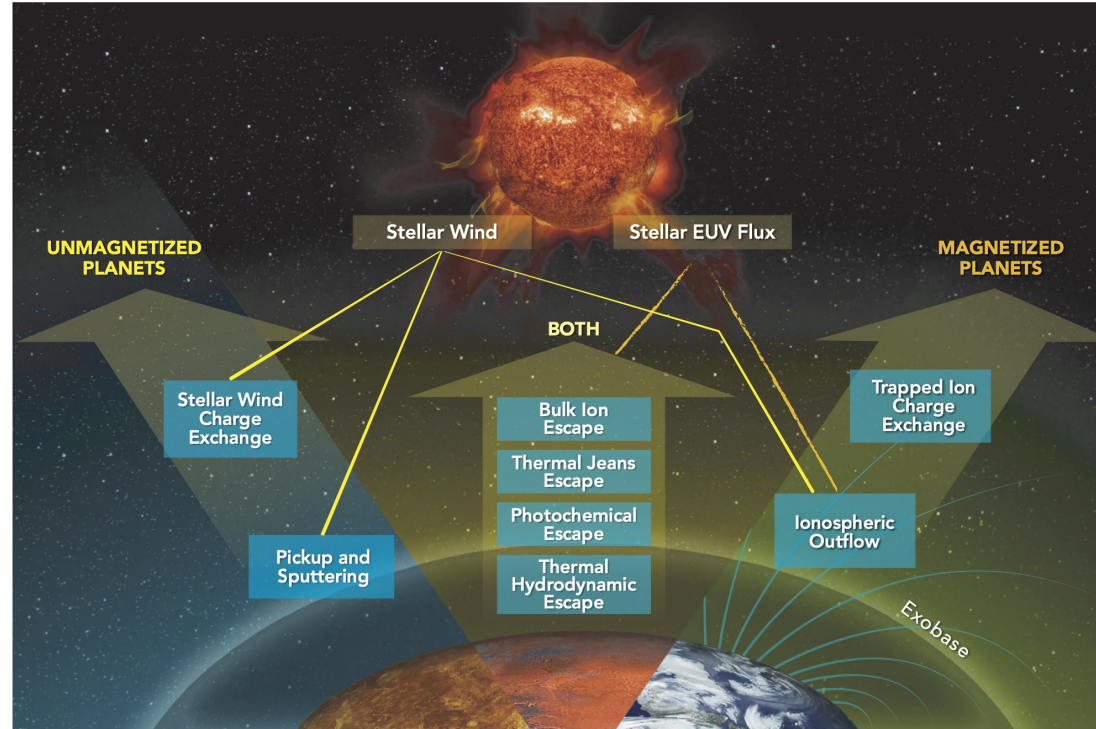 Stellar Wind
Stellar EUV Flux
UNMAGNETIZED
PLANETS
MAGNETIZED
PLANETS
BOTH
Stellar Wind
Charge
Exchange
Pickup and
Sputtering
Bulk Ion
Escape
Thermal Jeans
Escape
Photochemical
Escape
Thermal
Hydrodynamic
Escape
Trapped Ion
Charge
Exchange
Ionospheric
Outflow
Exobase